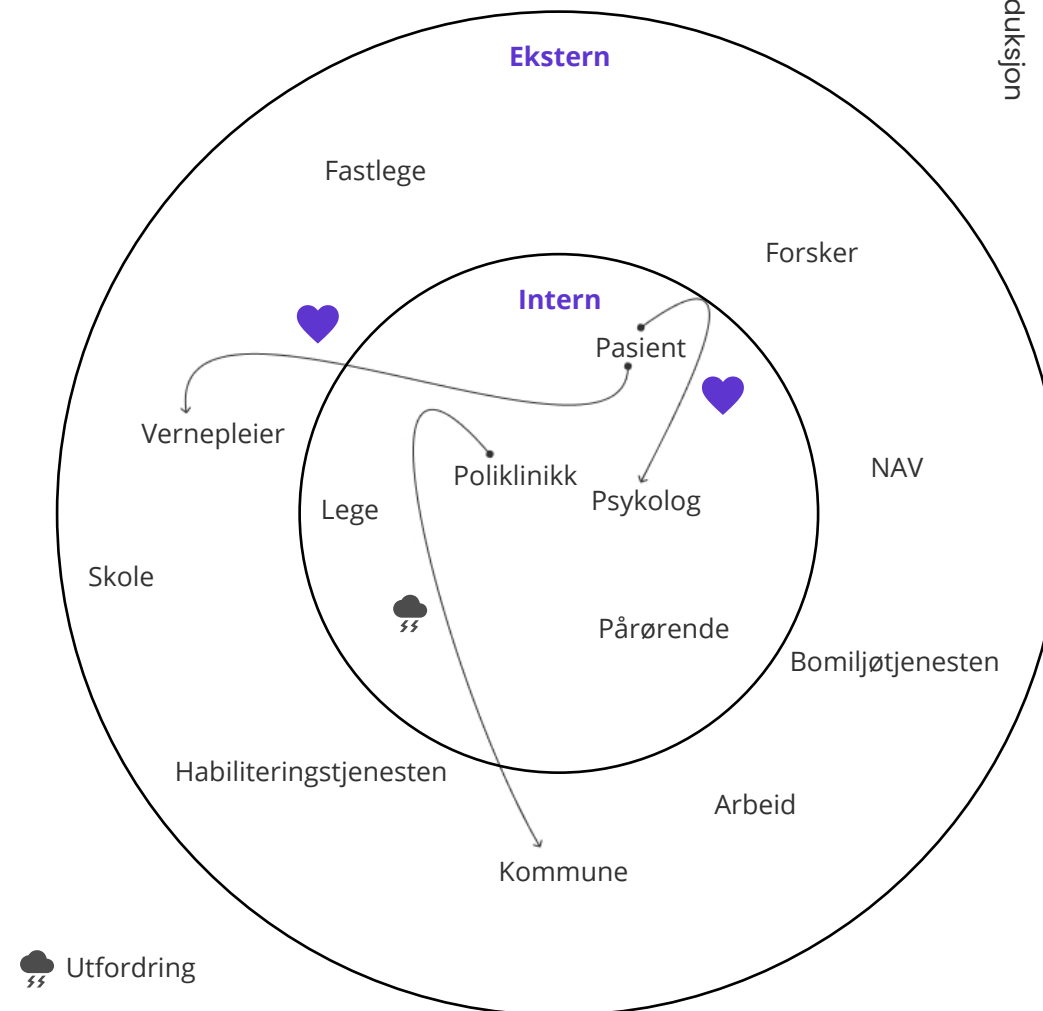 duksjon
Ekstern
Fastlege
Forsker
Intern
Pasient
Vernepleier
NAV
Poliklinikk
Psykolog
Lege
Skole
Pårørende
Bomiljøtjenesten
Habiliteringstjenesten
Arbeid
Kommune
Utfordring